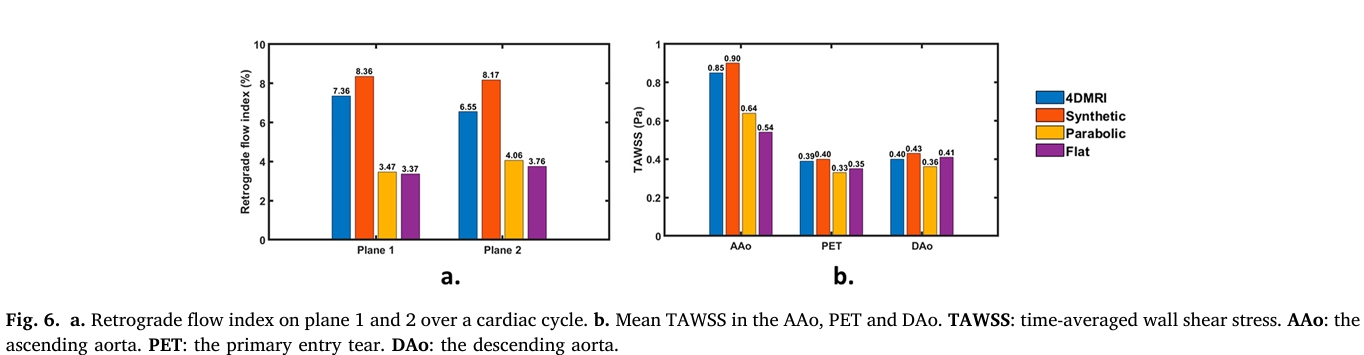 10
8
6
4
2
0
Retrograde flow index (%)
7.36
8.36
3.47
3.37
6.55
8.17
4.06
3.76
Plane 1
Plane 2
a.
1
0.8
0.6
0.4
0.2
0
TAWSS (Pa)
0.85
0.90
0.64
0.54
0.39
0.40
0.33
0.35
0.40
0.43
0.36
0.41
AAo
PET
DAo
b.
4DMRI
Synthetic
Parabolic
Flat
Fig. 6. a. Retrograde flow index on plane 1 and 2 over a cardiac cycle. b. Mean TAWSS in the AAo, PET and DAo. TAWSS: time-averaged wall shear stress. AAo: the
ascending aorta. PET: the primary entry tear. DAo: the descending aorta.